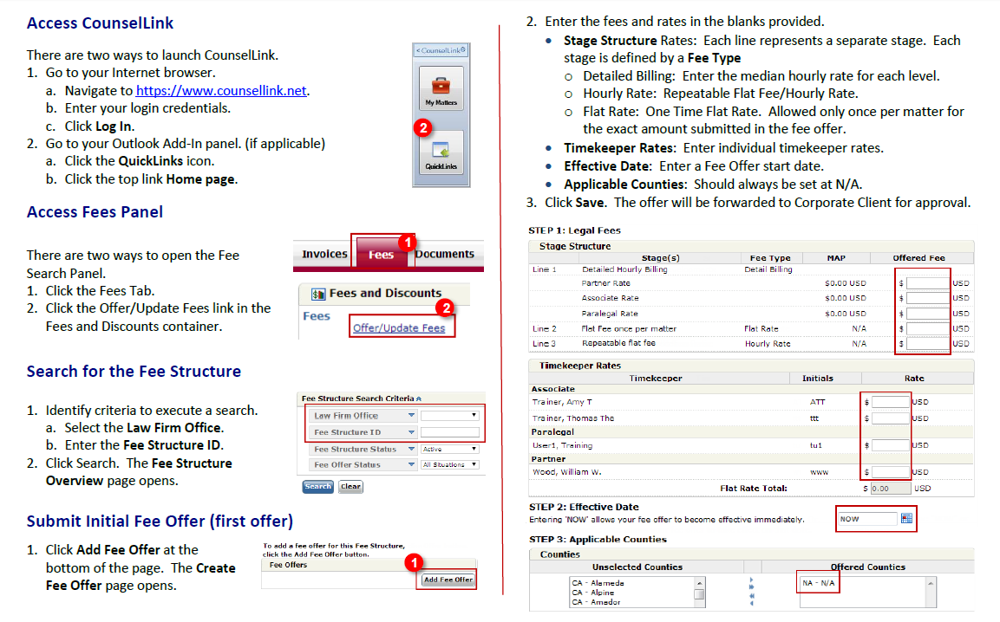 Access CounselLink
There are two ways to launch CounselLink.
1. Go to your Internet browser.
a. Navigate to https://www.counsellink.net.
b. Enter your login credentials.
c. Click Log In.
2. Go to your Outlook Add-In panel. (if applicable)
a. Click the QuickLinks icon.
b. Click the top link Home page.
< CounselLink®
My Matters
2
QuickLinks
Access Fees Panel
There are two ways to open the Fee
Search Panel.
1. Click the Fees Tab.
2. Click the Offer/Update Fees link in the
Fees and Discounts container.
1
Invoices Fees Documents
Fees and Discounts
2
Fees
Offer/Update Fees
Search for the Fee Structure
1. Identify criteria to execute a search.
a. Select the Law Firm Office.
b. Enter the Fee Structure ID.
2. Click Search. The Fee Structure
Overview page opens.
Fee Structure Search Criteria
Law Firm Office
Fee Structure ID
Fee Structure Status Active
Fee Offer Status All Situations
Search Clear
Submit Initial Fee Offer (first offer)
1. Click Add Fee Offer at the
bottom of the page. The Create
Fee Offer page opens.
To add a fee offer for this Fee Structure,
click the Add Fee Offer button.
Fee Offers
1
Add Fee Offer
2. Enter the fees and rates in the blanks provided.
• Stage Structure Rates: Each line represents a separate stage. Each
stage is defined by a Fee Type
o Detailed Billing: Enter the median hourly rate for each level.
o Hourly Rate: Repeatable Flat Fee/Hourly Rate.
o Flat Rate: One Time Flat Rate. Allowed only once per matter for
the exact amount submitted in the fee offer.
• Timekeeper Rates: Enter individual timekeeper rates.
• Effective Date: Enter a Fee Offer start date.
• Applicable Counties: Should always be set at N/A.
3. Click Save. The offer will be forwarded to Corporate Client for approval.
STEP 1: Legal Fees
Stage Structure
Stage(s) Fee Type MAP Offered Fee
Line 1 Detailed Hourly Billing Detail Billing
Partner Rate $0.00 USD $ USD
Associate Rate $0.00 USD $ USD
Paralegal Rate $0.00 USD $ USD
Line 2 Flat Fee once per matter Flat Rate N/A $ USD
Line 3 Repeatable flat fee Hourly Rate N/A $ USD
Timekeeper Rates
Timekeeper Initials Rate
Associate
Trainer, Amy T ATT $ USD
Trainer, Thomas The ttt $ USD
Paralegal
User1, Training tu1 $ USD
Partner
Wood, William W. www $ USD
Flat Rate Total: $ 0.00 USD
STEP 2: Effective Date
Entering 'NOW' allows your fee offer to become effective immediately. NOW
STEP 3: Applicable Counties
Counties
Unselected Counties Offered Counties
CA - Alameda NA - N/A
CA - Alpine
CA - Amador